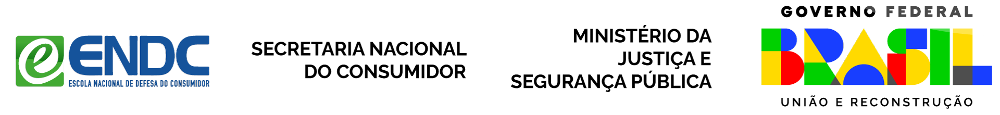 e ENDC
ESCOLA NACIONAL DE DEFESA DO CONSUMIDOR
SECRETARIA NACIONAL
DO CONSUMIDOR
MINISTÉRIO DA
JUSTIÇA E
SEGURANÇA PÚBLICA
GOVERNO FEDERAL
BRASIL
UNIÃO E RECONSTRUÇÃO